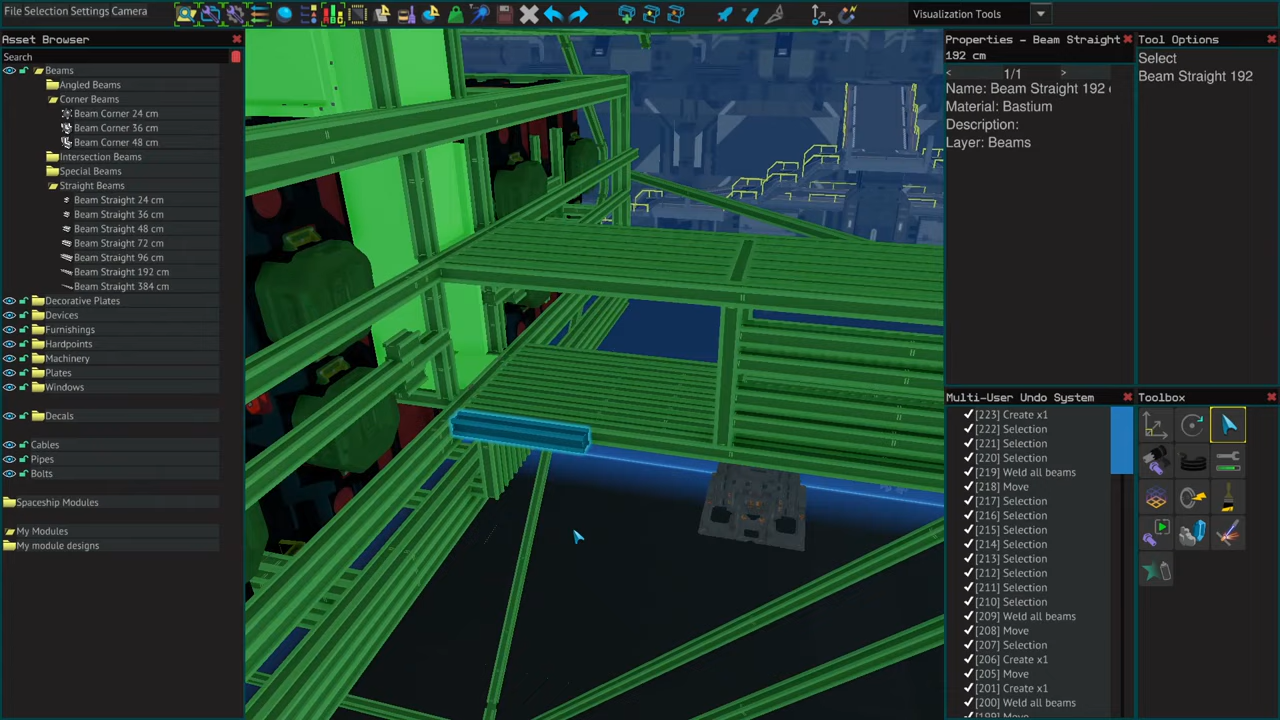 File Selection Settings Camera
Visualization Tools
Asset Browser
Search
Beams
Angled Beams
Corner Beams
Beam Corner 24 cm
Beam Corner 36 cm
Beam Corner 48 cm
Intersection Beams
Special Beams
Straight Beams
Beam Straight 24 cm
Beam Straight 36 cm
Beam Straight 48 cm
Beam Straight 72 cm
Beam Straight 96 cm
Beam Straight 192 cm
Beam Straight 384 cm
Decorative Plates
Devices
Furnishings
Hardpoints
Machinery
Plates
Windows
Decals
Cables
Pipes
Bolts
Spaceship Modules
My Modules
My module designs
Properties - Beam Straight
192 cm
< 1/1 >
Name: Beam Straight 192
Material: Bastium
Description:
Layer: Beams
Tool Options
Select
Beam Straight 192
Multi-User Undo System
[223] Create x1
[222] Selection
[221] Selection
[220] Selection
[219] Weld all beams
[218] Move
[217] Selection
[216] Selection
[215] Selection
[214] Selection
[213] Selection
[212] Selection
[211] Selection
[210] Selection
[209] Weld all beams
[208] Move
[207] Selection
[206] Create x1
[205] Move
[201] Create x1
[200] Weld all beams
[199] Move
Toolbox